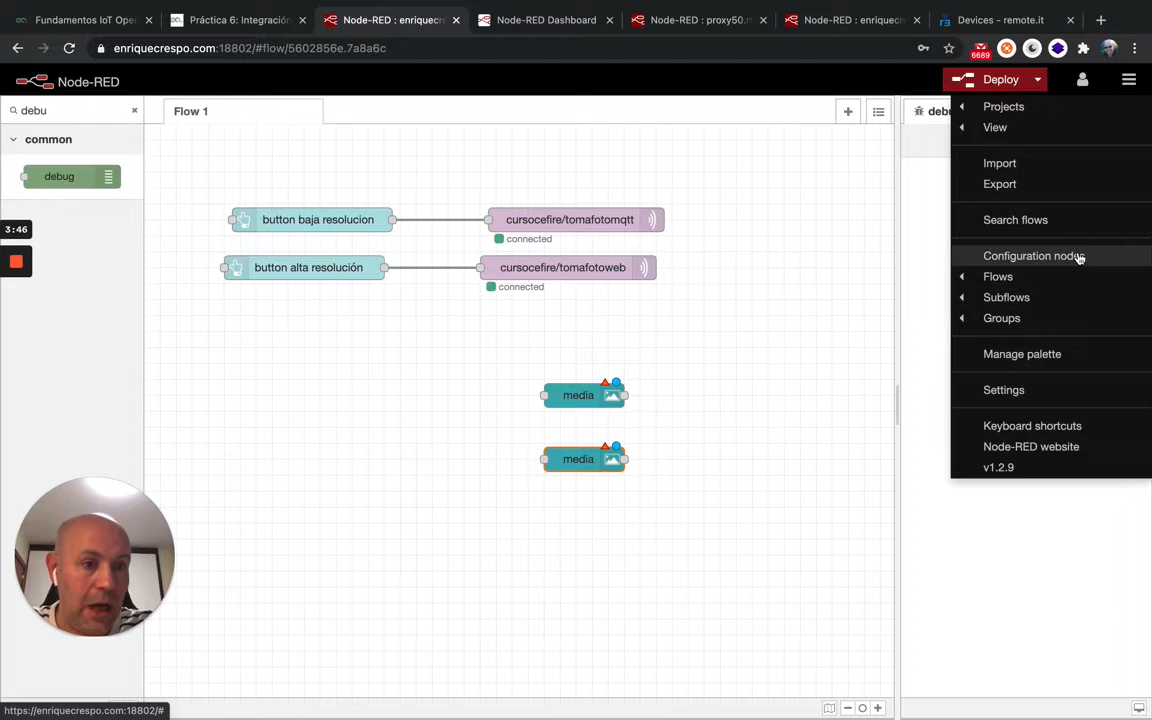 Fundamentos IoT Ope
Práctica 6: Integración
Node-RED : enriquecre
Node-RED Dashboard
Node-RED : proxy50.r
Node-RED : enriquecr
Devices - remote.it
enriquecrespo.com:18802/#flow/5602856e.7a8a6c
6689
Node-RED
Deploy
debu
Flow 1
debu
Projects
common
View
debug
Import
Export
button baja resolucion
cursocefire/tomafotomqtt
Search flows
3:46
connected
Configuration nodes
button alta resolución
cursocefire/tomafotoweb
Flows
connected
Subflows
Groups
Manage palette
media
Settings
Keyboard shortcuts
Node-RED website
media
v1.2.9
https://enriquecrespo.com:18802/#